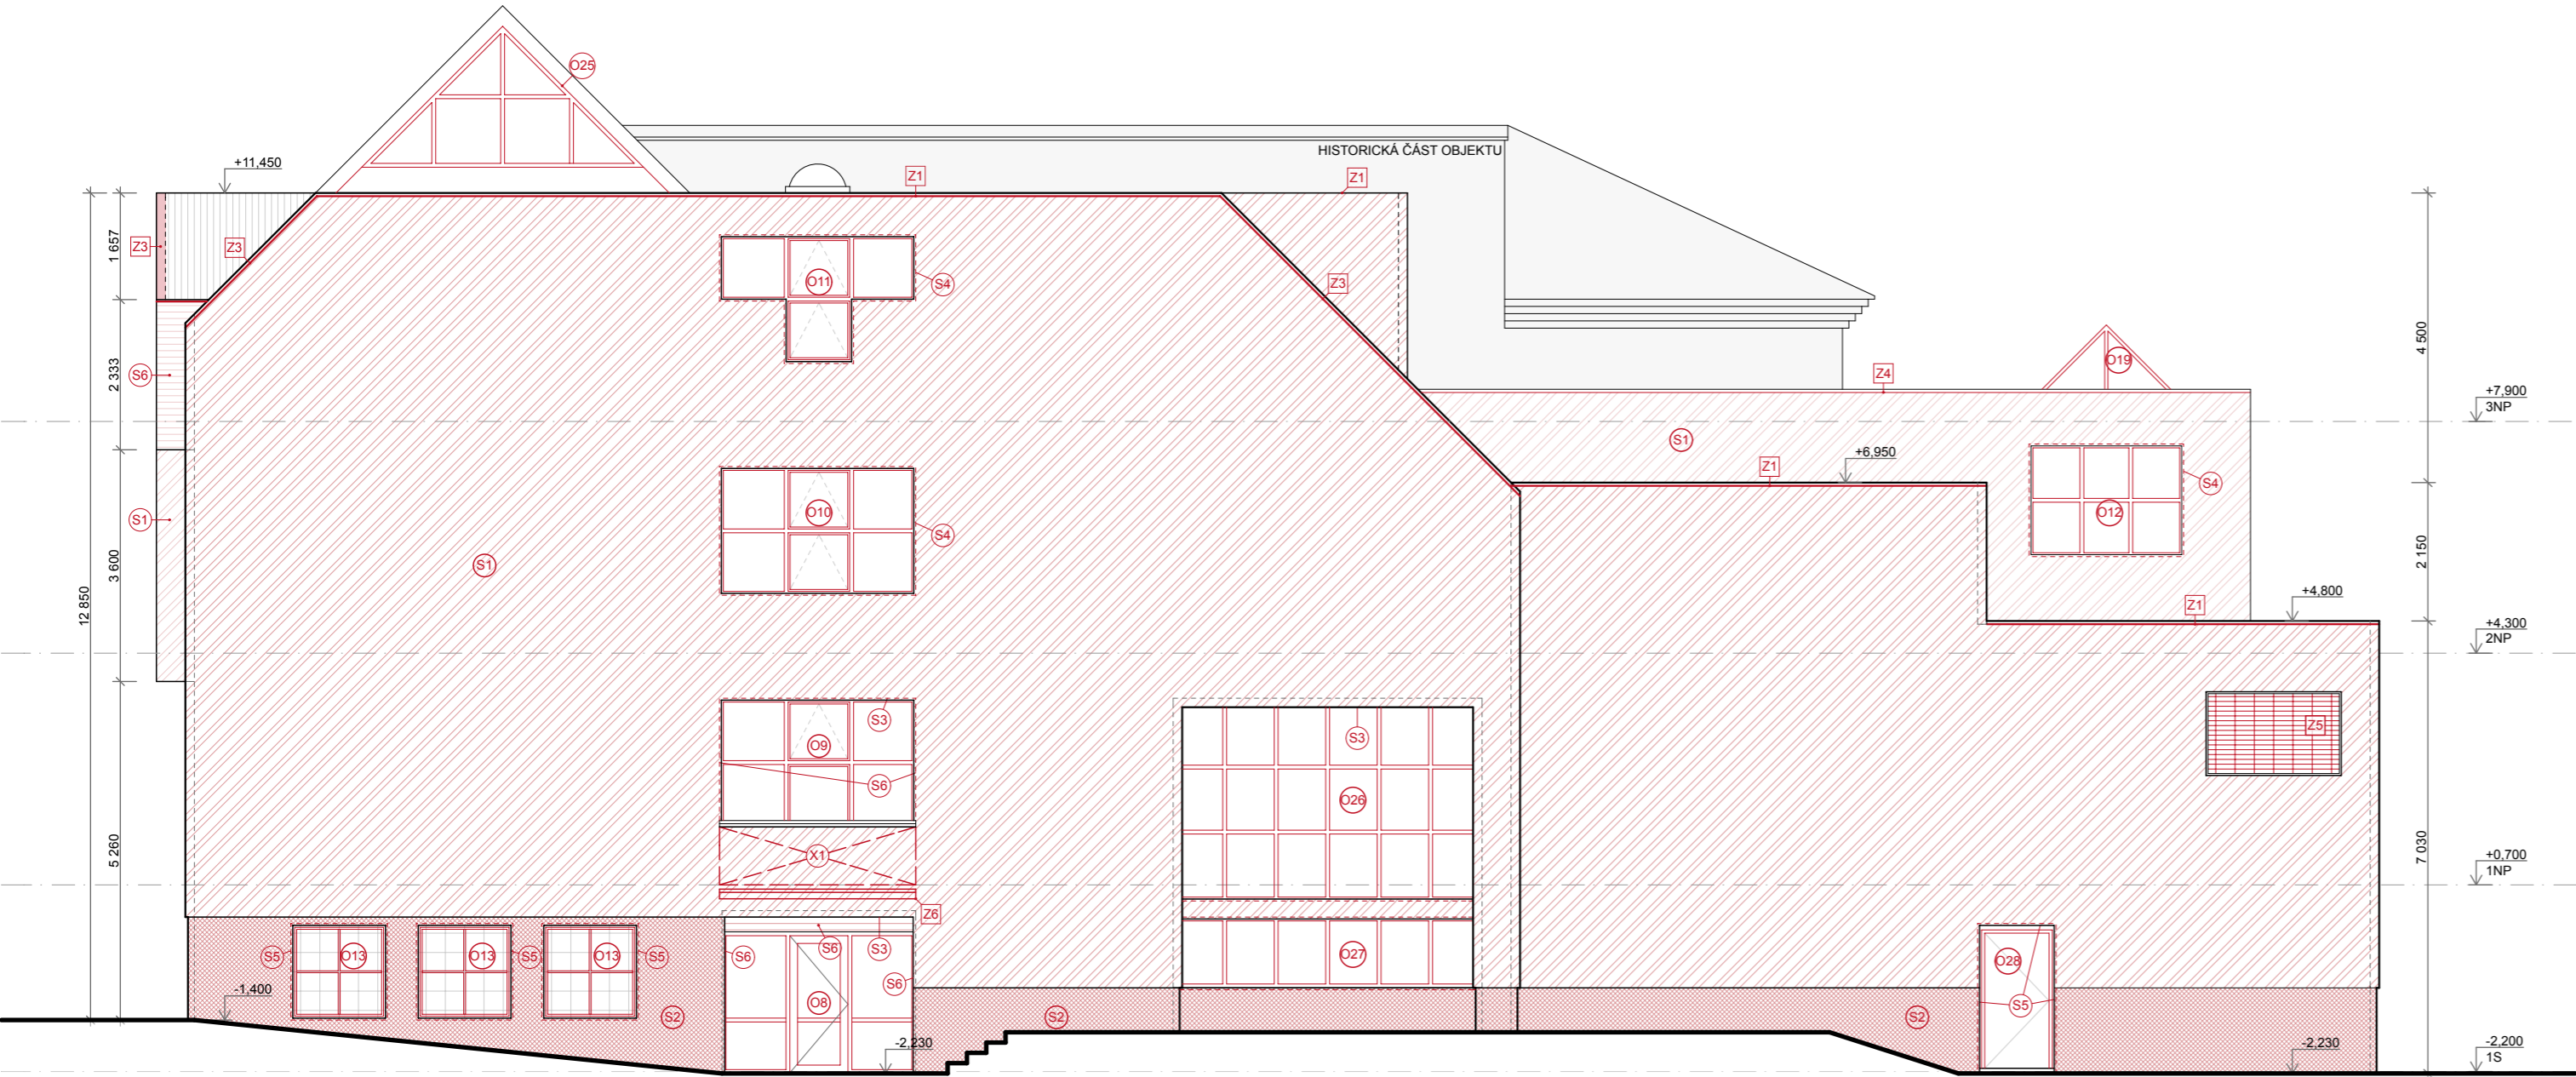 O25
HISTORICKÁ ČÁST OBJEKTU
+11,450
Z1
Z1
Z3
Z3
1 657
O11
S4
Z3
4 500
2 333
S6
Z4
O19
+7,900
3NP
S1
+6,950
Z1
S4
O10
S4
O12
S1
3 600
S1
2 150
12 850
+4,800
Z1
+4,300
2NP
S3
O9
S3
Z5
S6
O26
5 260
X1
7 030
+0,700
1NP
Z6
S5
O13
O13
S5
O13
S5
S6
S6
S3
O27
O28
S6
-1,400
O8
S5
S2
S2
S2
-2,230
-2,230
-2,200
1S